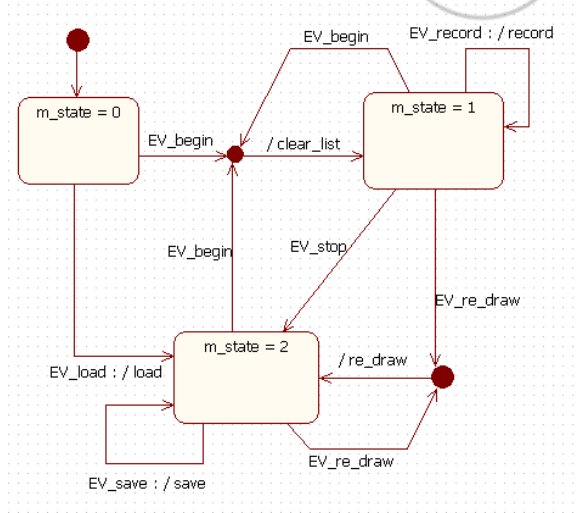 EV_begin
EV_record : / record
m_state = 0
m_state = 1
EV_begin
/ clear_list
EV_begin
EV_stop
EV_re_draw
m_state = 2
/ re_draw
EV_load : / load
EV_re_draw
EV_save : / save